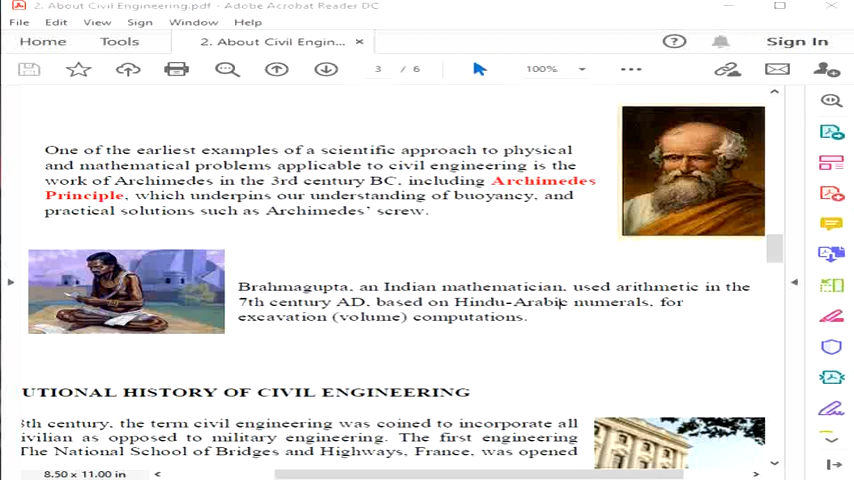 2. About Civil Engineering.pdf - Adobe Acrobat Reader DC
File Edit View Sign Window Help
Home Tools 2. About Civil Engin... × Sign In
3 / 6 100%
One of the earliest examples of a scientific approach to physical
and mathematical problems applicable to civil engineering is the
work of Archimedes in the 3rd century BC, including Archimedes
Principle, which underpins our understanding of buoyancy, and
practical solutions such as Archimedes' screw.
Brahmagupta, an Indian mathematician, used arithmetic in the
7th century AD, based on Hindu-Arabic numerals, for
excavation (volume) computations.
UTIONAL HISTORY OF CIVIL ENGINEERING
8th century, the term civil engineering was coined to incorporate all
ivilian as opposed to military engineering. The first engineering
The National School of Bridges and Highways, France, was opened
8.50 x 11.00 in